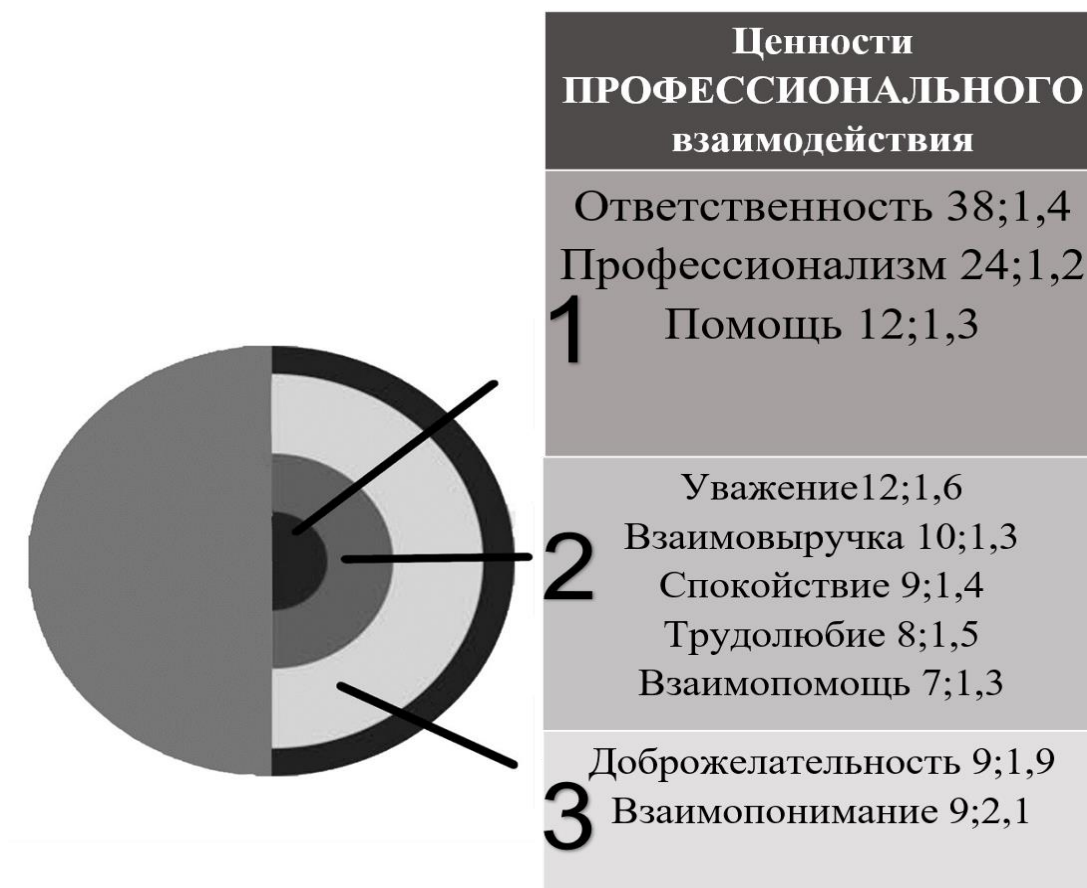 Ценности
ПРОФЕССИОНАЛЬНОГО
взаимодействия
Ответственность 38;1,4
Профессионализм 24;1,2
1
Помощь 12;1,3
Уважение12;1,6
Взаимовыручка 10;1,3
2
Спокойствие 9;1,4
Трудолюбие 8;1,5
Взаимопомощь 7;1,3
Доброжелательность 9;1,9
3
Взаимопонимание 9;2,1